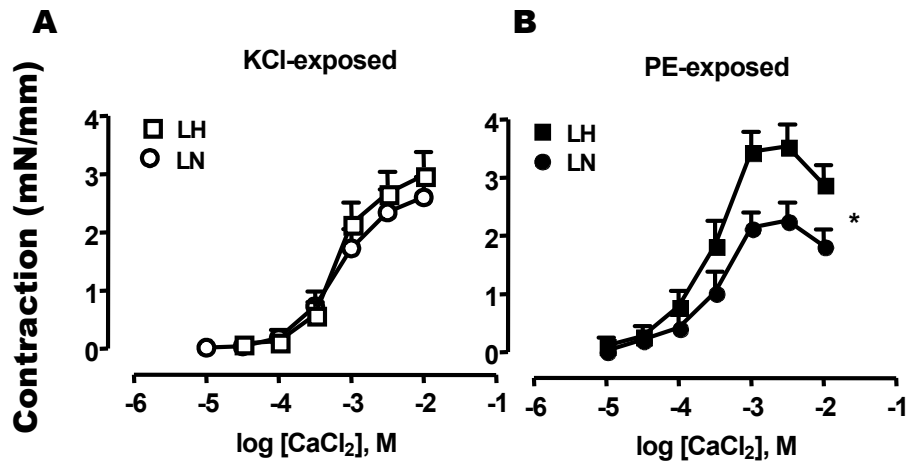 A
KCl-exposed
Contraction (mN/mm)
LH
LN
4
3
2
1
0
-6 -5 -4 -3 -2 -1
log [CaCl₂], M
B
PE-exposed
LH
LN
4
3
2
1
0
*
-6 -5 -4 -3 -2 -1
log [CaCl₂], M